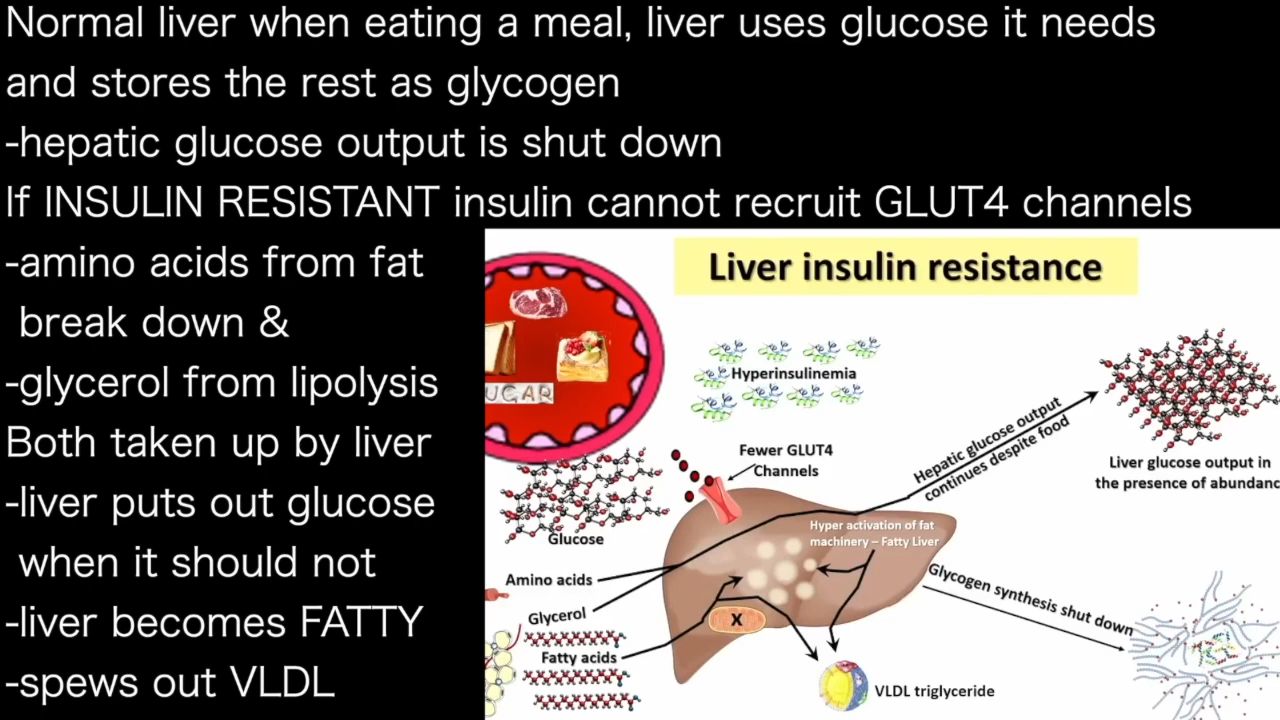 Normal liver when eating a meal, liver uses glucose it needs
and stores the rest as glycogen
-hepatic glucose output is shut down
If INSULIN RESISTANT insulin cannot recruit GLUT4 channels
-amino acids from fat
break down &
-glycerol from lipolysis
Both taken up by liver
-liver puts out glucose
when it should not
-liver becomes FATTY
-spews out VLDL
Liver insulin resistance
UGAR
Hyperinsulinemia
Fewer GLUT4
Channels
Hepatic glucose output
continues despite food
Liver glucose output in
the presence of abundanc
Glucose
Hyper activation of fat
machinery – Fatty Liver
Amino acids
Glycerol
Fatty acids
X
Glycogen synthesis shut down
VLDL triglyceride